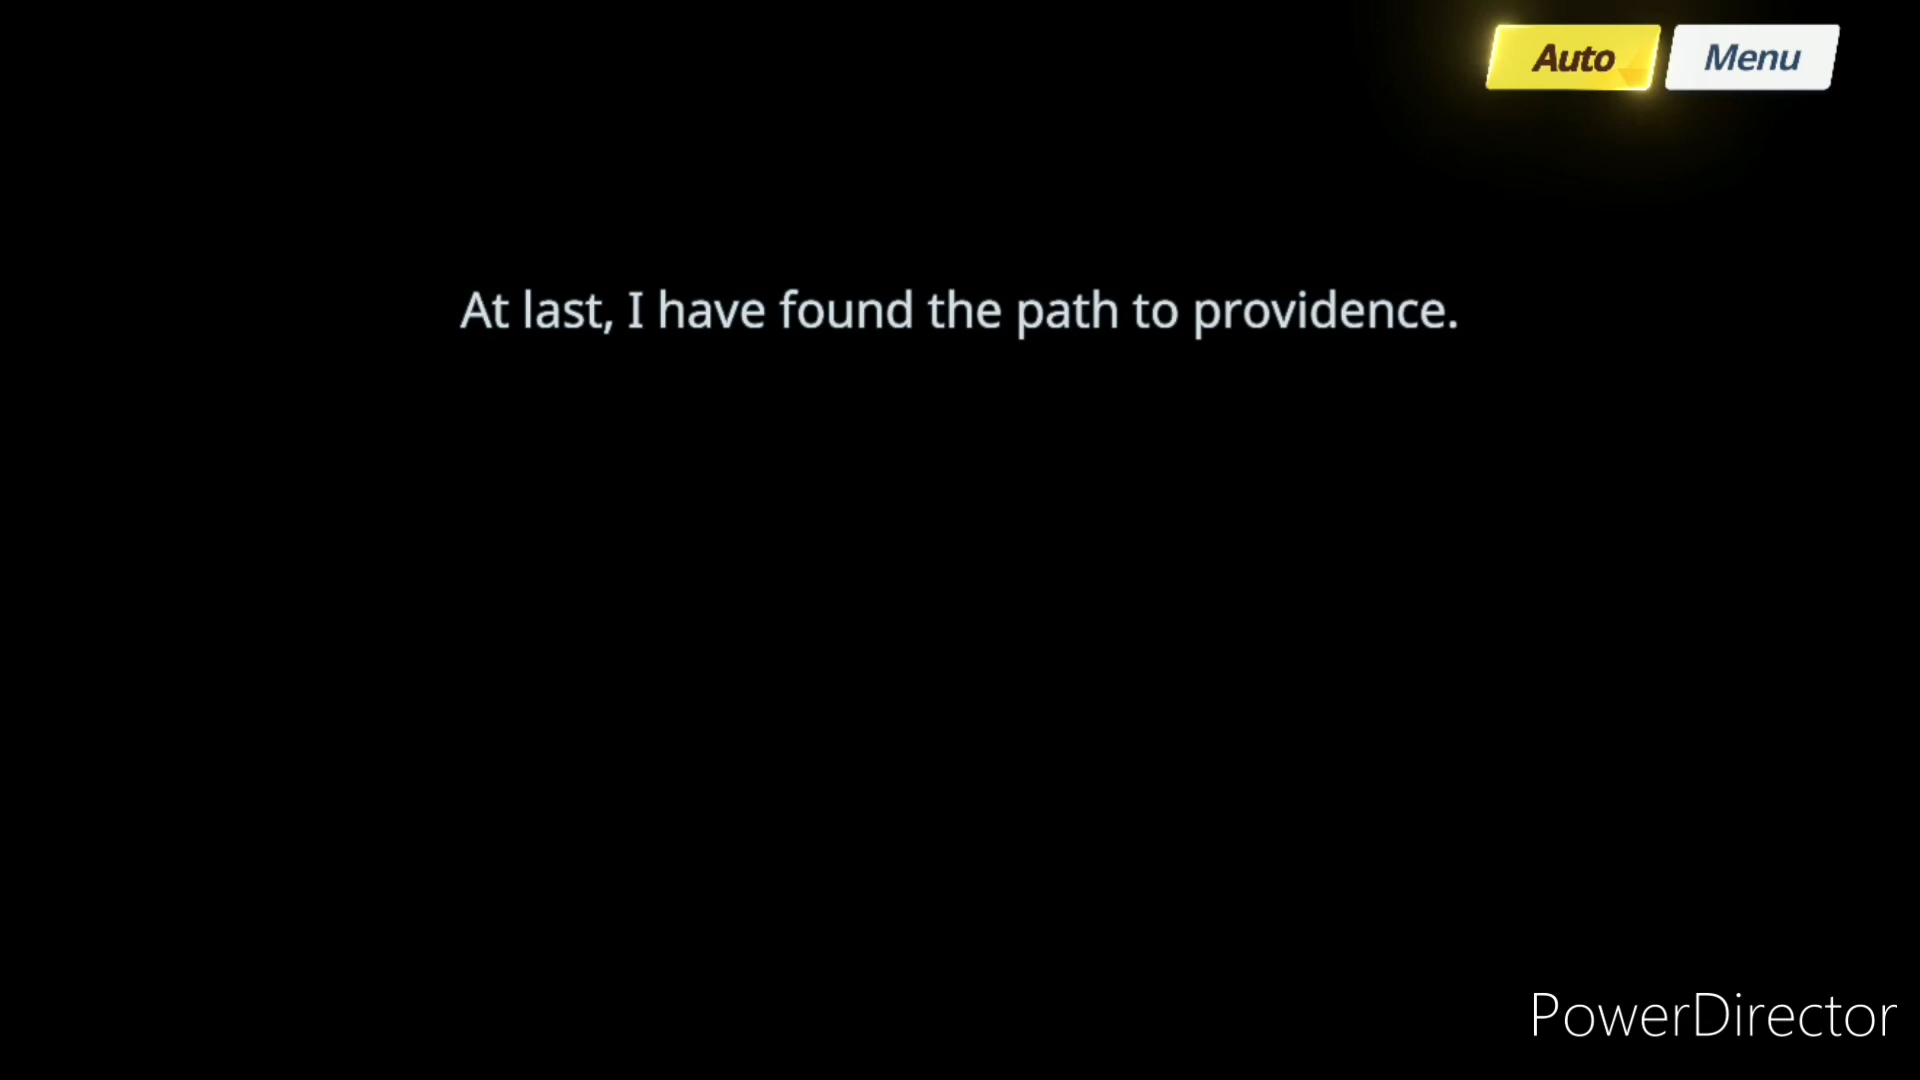 Auto Menu
At last, I have found the path to providence.
PowerDirector